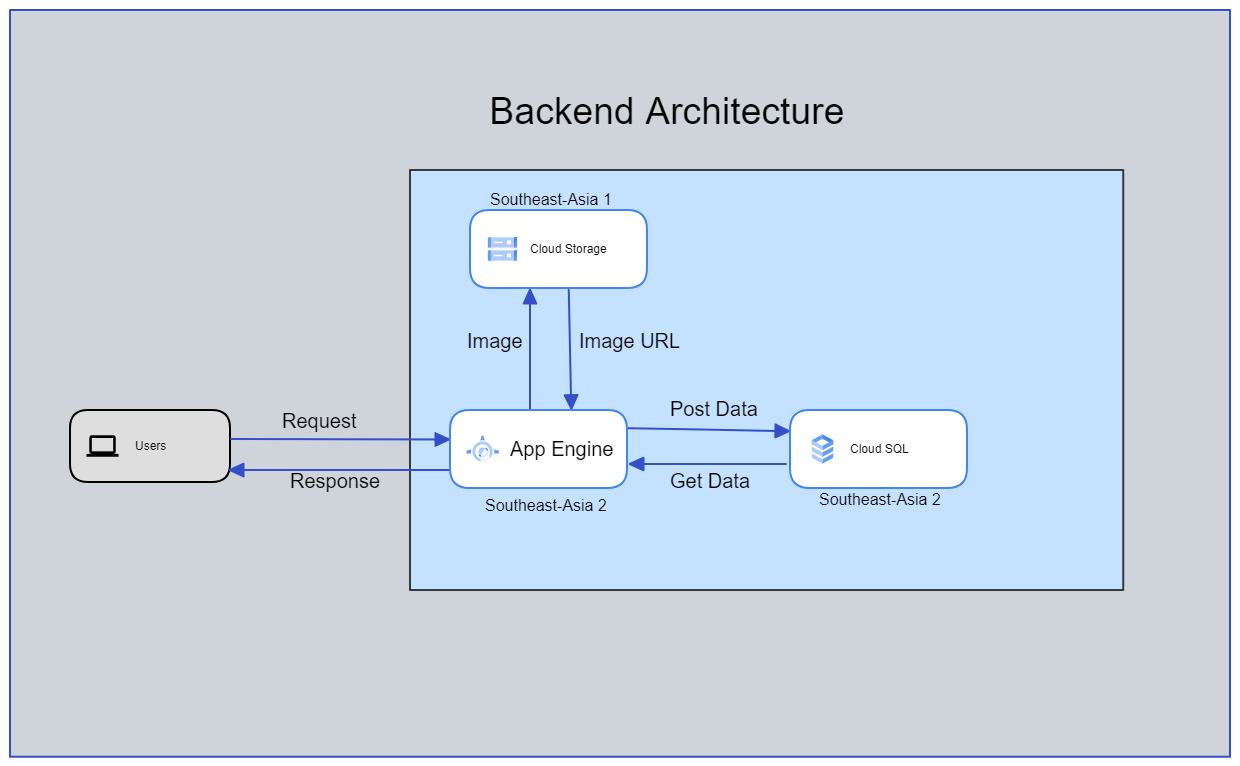 Backend Architecture
Southeast-Asia 1
Cloud Storage
Image
Image URL
Request
Post Data
Users
App Engine
Cloud SQL
Response
Get Data
Southeast-Asia 2
Southeast-Asia 2